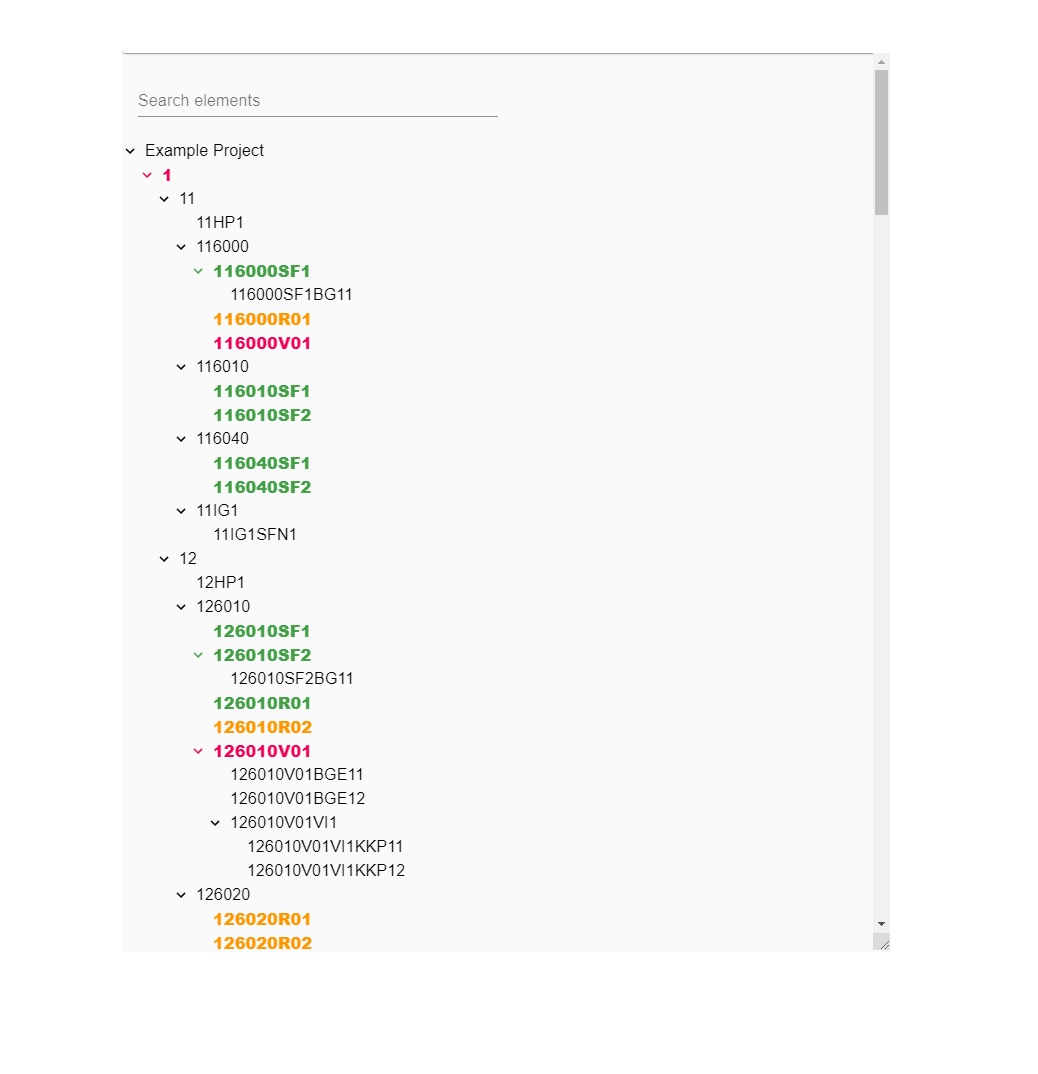 Search elements
Example Project
1
11
11HP1
116000
116000SF1
116000SF1BG11
116000R01
116000V01
116010
116010SF1
116010SF2
116040
116040SF1
116040SF2
11IG1
11IG1SFN1
12
12HP1
126010
126010SF1
126010SF2
126010SF2BG11
126010R01
126010R02
126010V01
126010V01BGE11
126010V01BGE12
126010V01VI1
126010V01VI1KKP11
126010V01VI1KKP12
126020
126020R01
126020R02